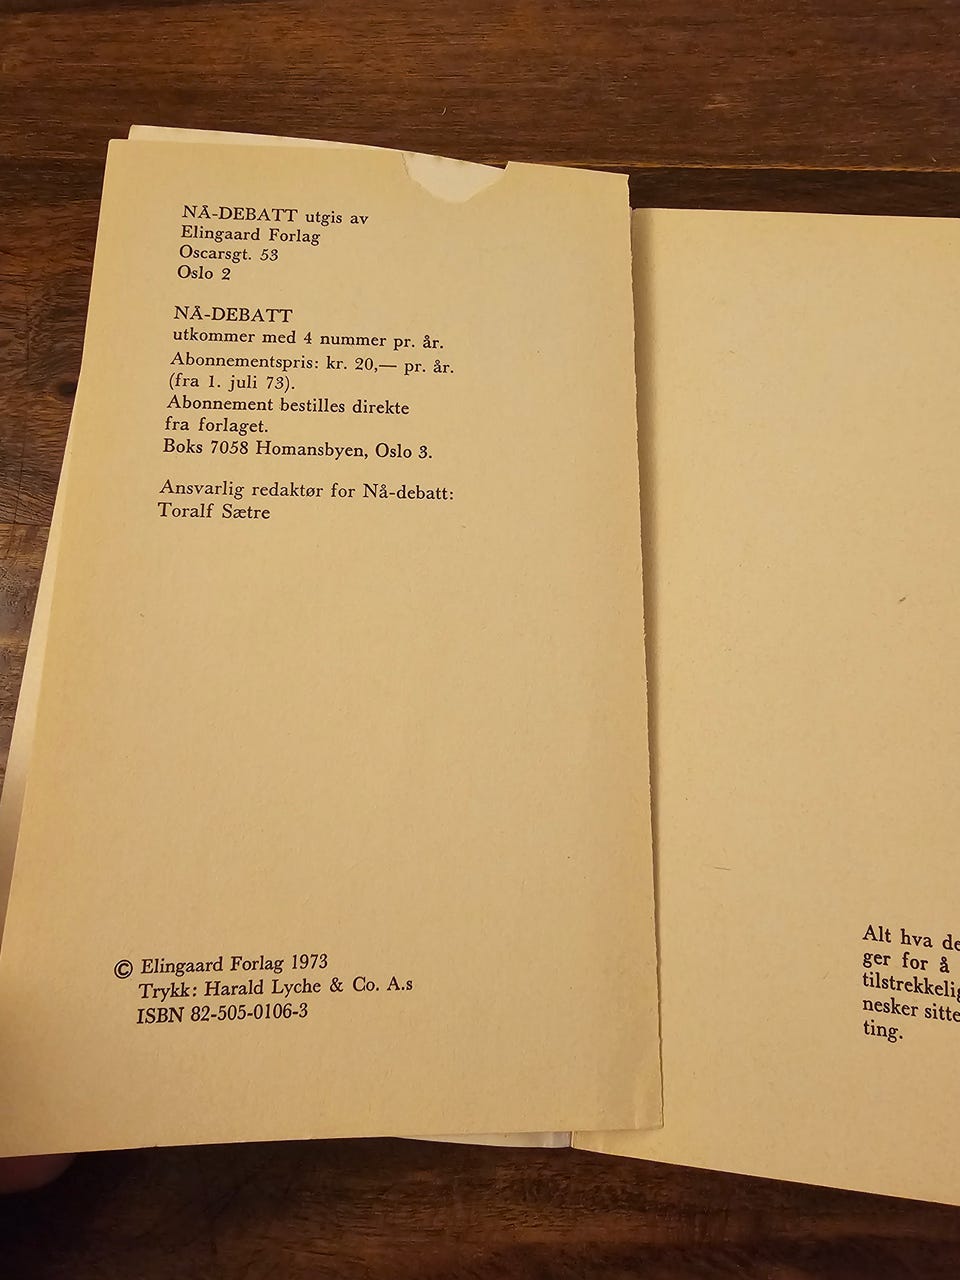 NÅ-DEBATT utgis av
Elingaard Forlag
Oscarsgt. 53
Oslo 2
NÅ-DEBATT
utkommer med 4 nummer pr. år.
Abonnementspris: kr. 20,— pr. år.
(fra 1. juli 73).
Abonnement bestilles direkte
fra forlaget.
Boks 7058 Homansbyen, Oslo 3.
Ansvarlig redaktør for Nå-debatt:
Toralf Sætre
© Elingaard Forlag 1973
Trykk: Harald Lyche & Co. A.s
ISBN 82-505-0106-3
Alt hva de
ger for å
tilstrekkelig
nesker sitte
ting.